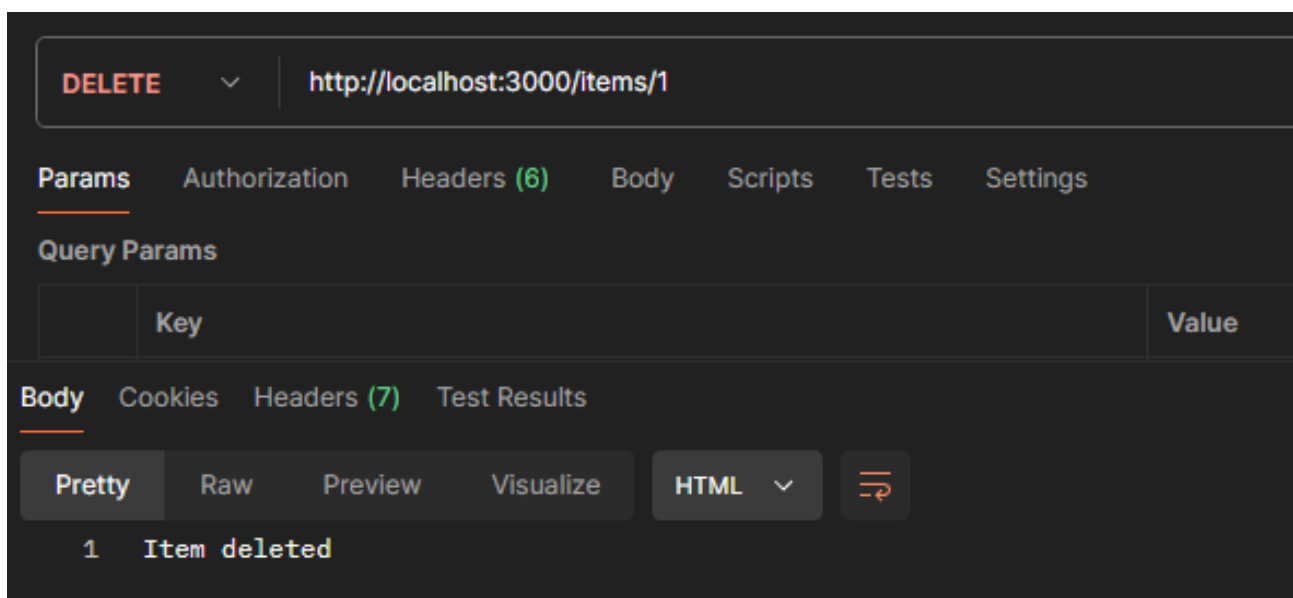 DELETE http://localhost:3000/items/1
Params Authorization Headers (6) Body Scripts Tests Settings
Query Params
Key Value
Body Cookies Headers (7) Test Results
Pretty Raw Preview Visualize HTML
1 Item deleted